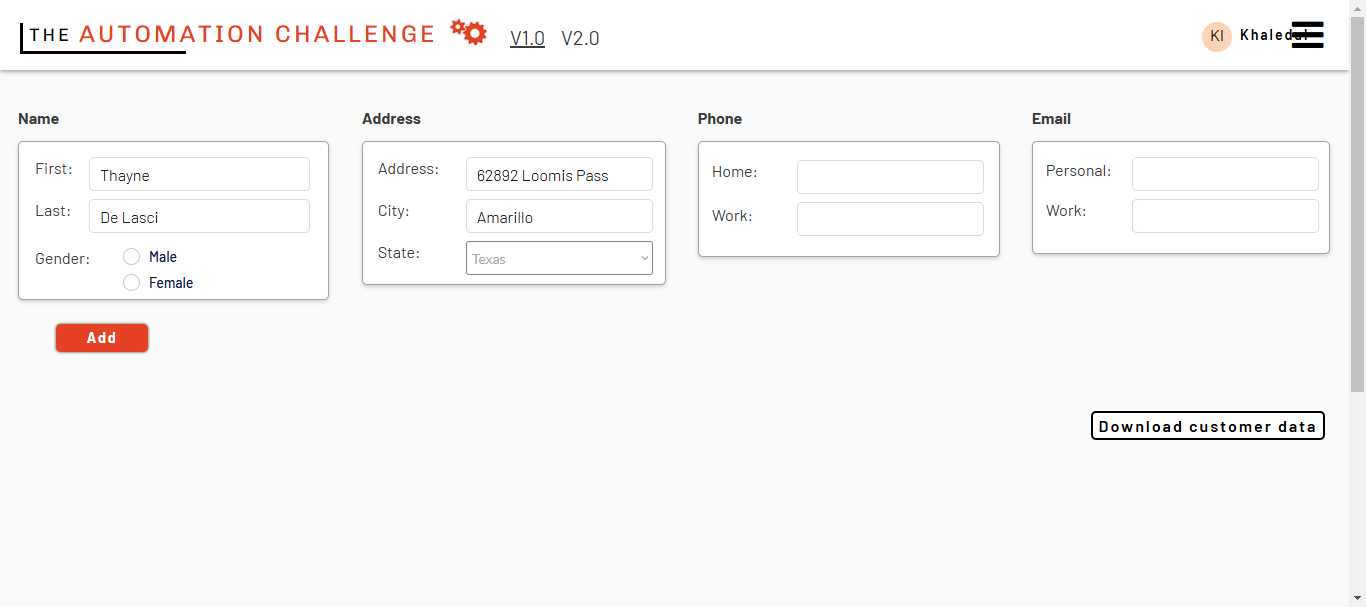 THE AUTOMATION CHALLENGE V1.0 V2.0 KI Khaledul
Name Address Phone Email
First: Thayne Address: 62892 Loomis Pass Home: Personal:
Last: De Lasci City: Amarillo Work: Work:
Gender: Male State: Texas
Female
Add
Download customer data